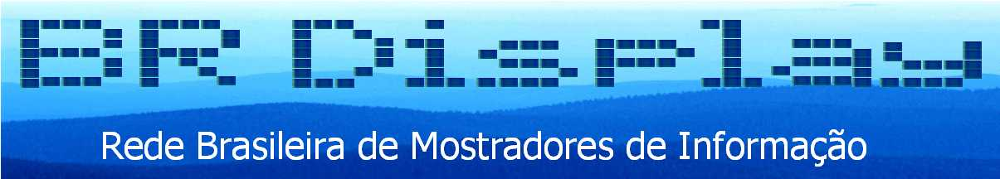 BR Display
Rede Brasileira de Mostradores de Informação